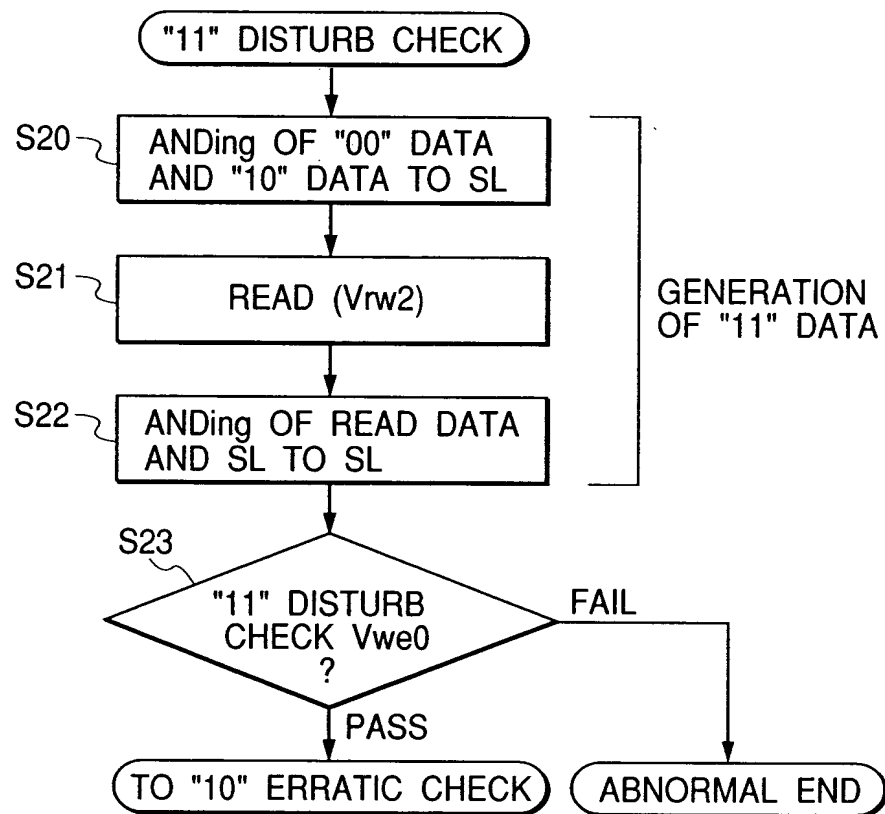 "11" DISTURB CHECK
S20
ANDing OF "00" DATA
AND "10" DATA TO SL
S21
READ (Vrw2)
GENERATION
OF "11" DATA
S22
ANDing OF READ DATA
AND SL TO SL
S23
"11" DISTURB
CHECK Vwe0
?
FAIL
PASS
TO "10" ERRATIC CHECK
ABNORMAL END